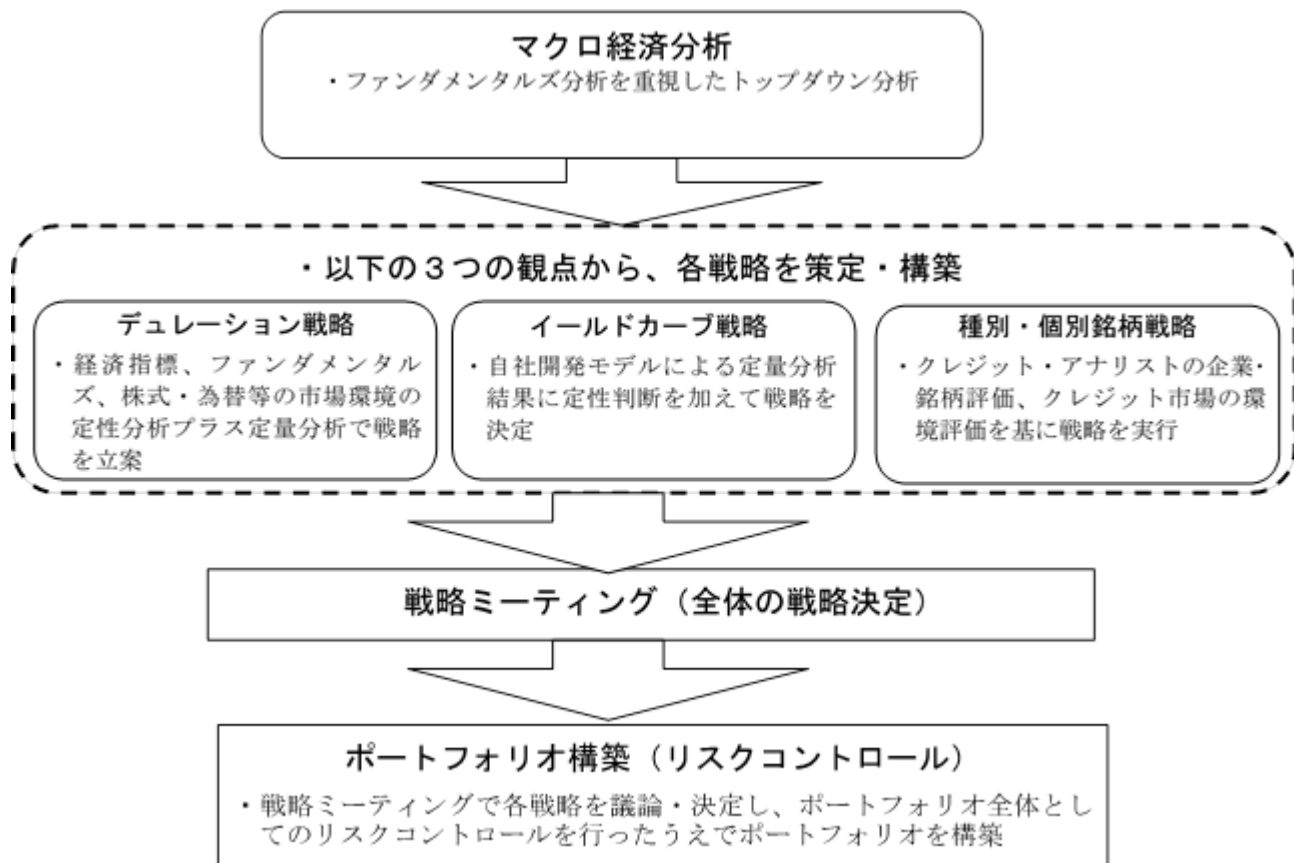 マクロ経済分析
・ファンダメンタルズ分析を重視したトップダウン分析
・以下の３つの観点から、各戦略を策定・構築
デュレーション戦略
・経済指標、ファンダメンタル
ズ、株式・為替等の市場環境の
定性分析プラス定量分析で戦略
を立案
イールドカーブ戦略
・自社開発モデルによる定量分析
結果に定性判断を加えて戦略を
決定
種別・個別銘柄戦略
・クレジット・アナリストの企業・
銘柄評価、クレジット市場の環
境評価を基に戦略を実行
戦略ミーティング（全体の戦略決定）
ポートフォリオ構築（リスクコントロール）
・戦略ミーティングで各戦略を議論・決定し、ポートフォリオ全体とし
てのリスクコントロールを行ったうえでポートフォリオを構築